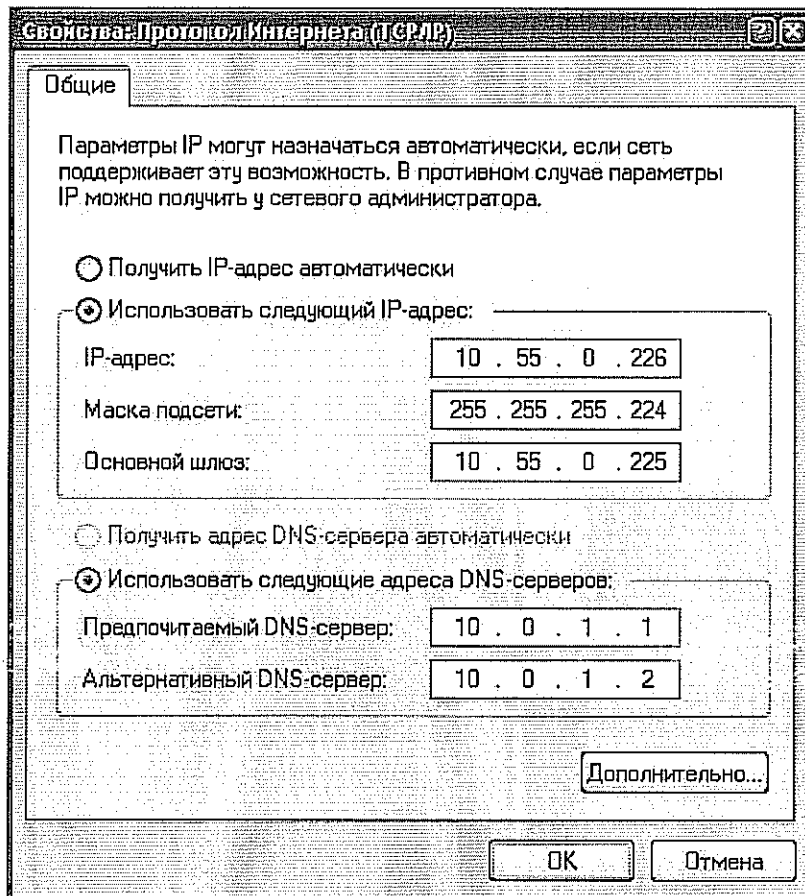 Свойства: Протокол Интернета (TCP/IP)
Общие
Параметры IP могут назначаться автоматически, если сеть
поддерживает эту возможность. В противном случае параметры
IP можно получить у сетевого администратора.
Получить IP-адрес автоматически
Использовать следующий IP-адрес:
IP-адрес: 10 . 55 . 0 . 226
Маска подсети: 255 . 255 . 255 . 224
Основной шлюз: 10 . 55 . 0 . 225
Получить адрес DNS-сервера автоматически
Использовать следующие адреса DNS-серверов:
Предпочитаемый DNS-сервер: 10 . 0 . 1 . 1
Альтернативный DNS-сервер: 10 . 0 . 1 . 2
Дополнительно...
ОК Отмена